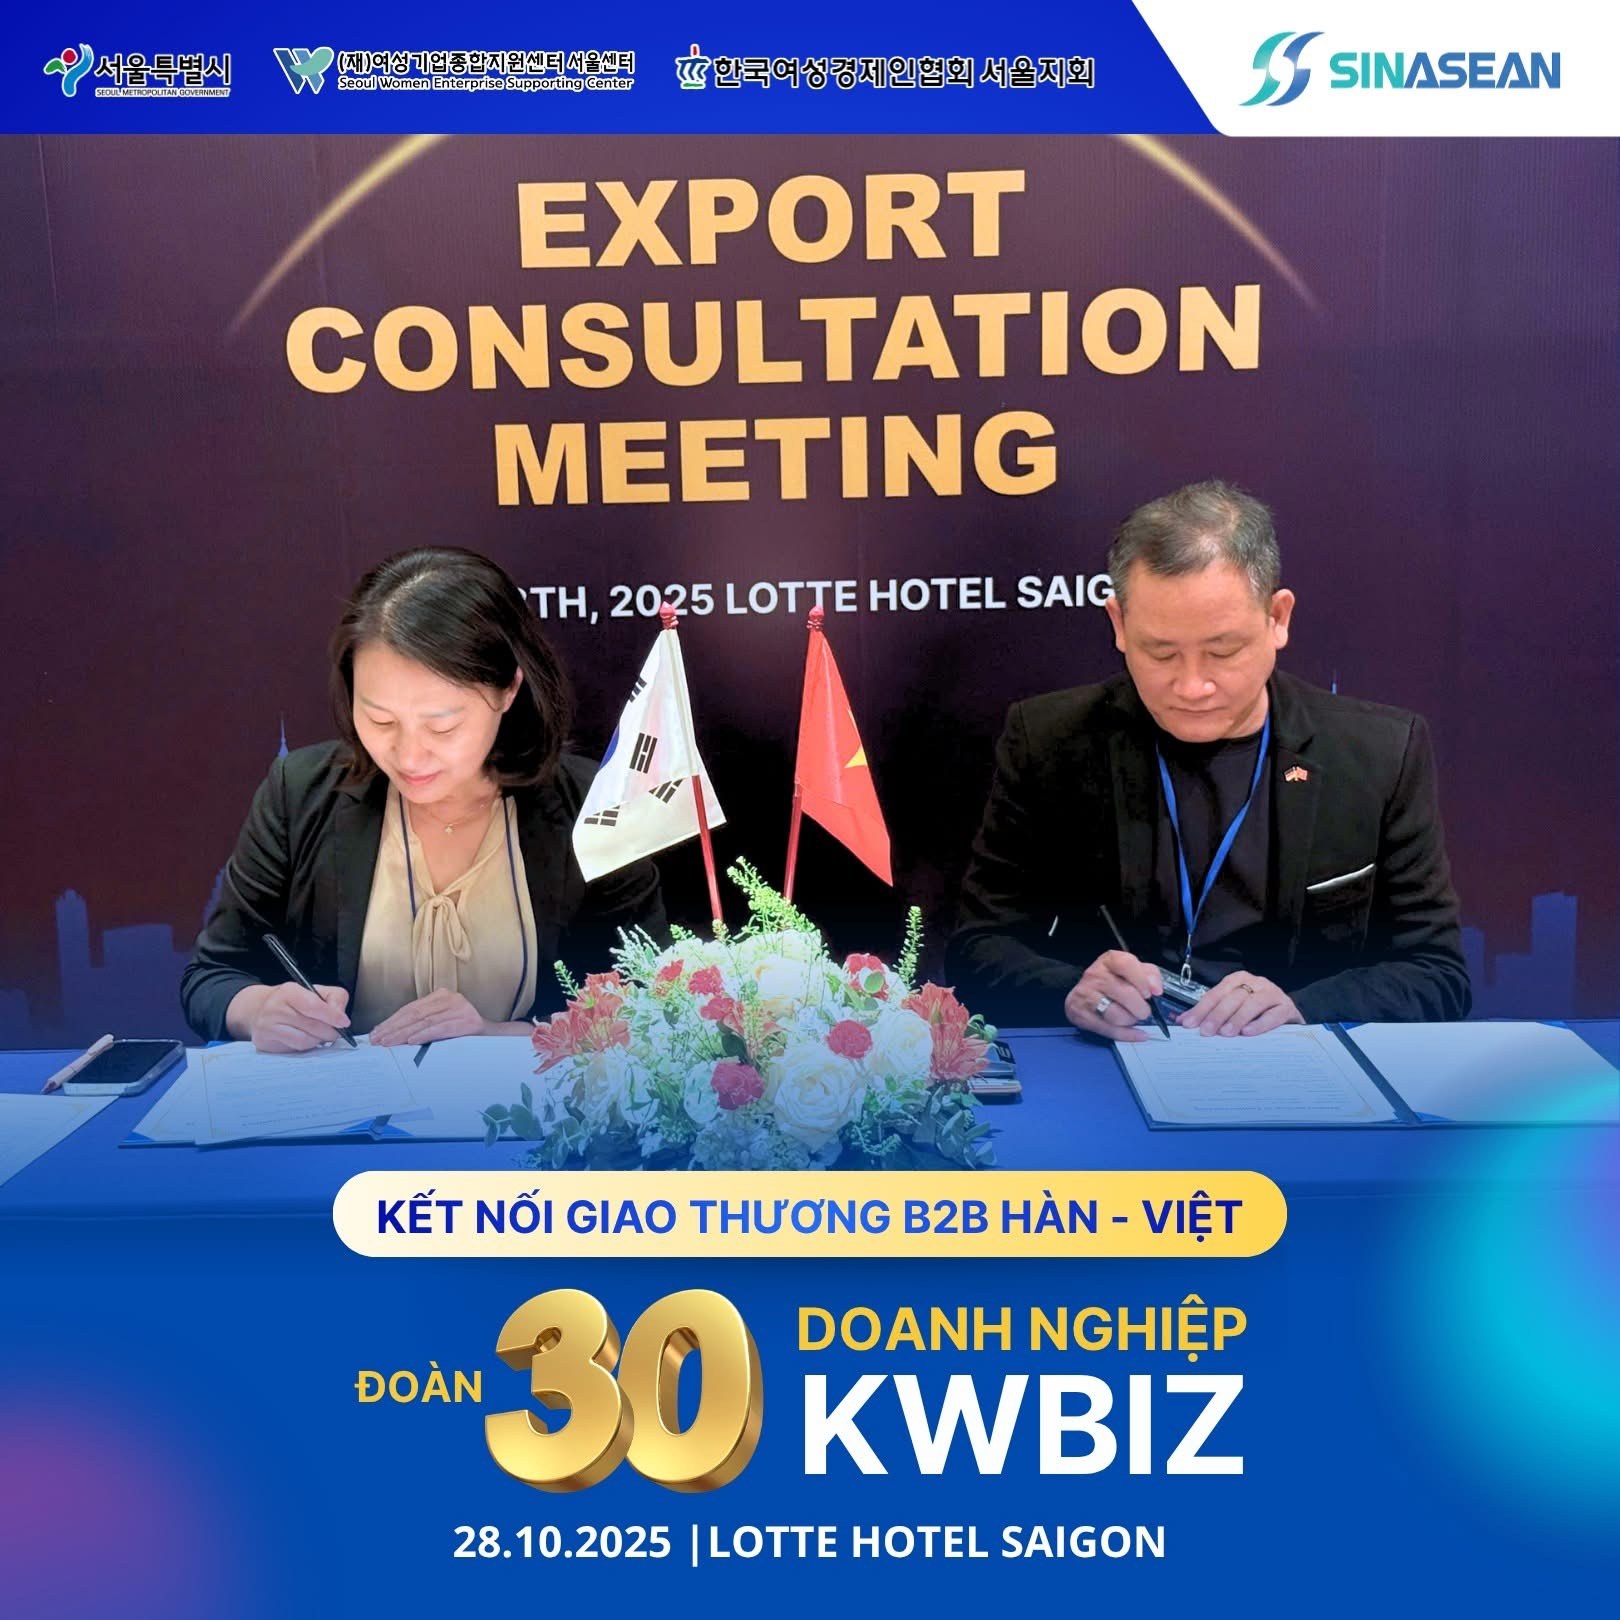 서울특별시
SEOUL METROPOLITAN GOVERNMENT
(재)여성기업종합지원센터 서울센터
Seoul Women Enterprise Supporting Center
한국여성경제인협회 서울지회
SINASEAN
EXPORT
CONSULTATION
MEETING
TH, 2025 LOTTE HOTEL SAIG
KẾT NỐI GIAO THƯƠNG B2B HÀN - VIỆT
ĐOÀN 30 DOANH NGHIỆP
KWBIZ
28.10.2025 | LOTTE HOTEL SAIGON